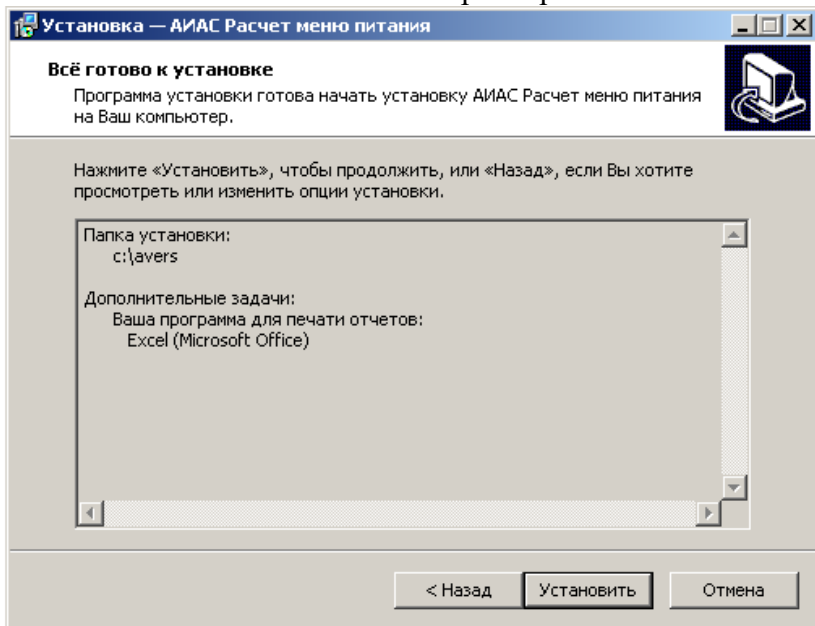 Установка — АИАС Расчет меню питания
Всё готово к установке
Программа установки готова начать установку АИАС Расчет меню питания
на Ваш компьютер.
Нажмите «Установить», чтобы продолжить, или «Назад», если Вы хотите
просмотреть или изменить опции установки.
Папка установки:
c:\avers
Дополнительные задачи:
Ваша программа для печати отчетов:
Excel (Microsoft Office)
< Назад
Установить
Отмена